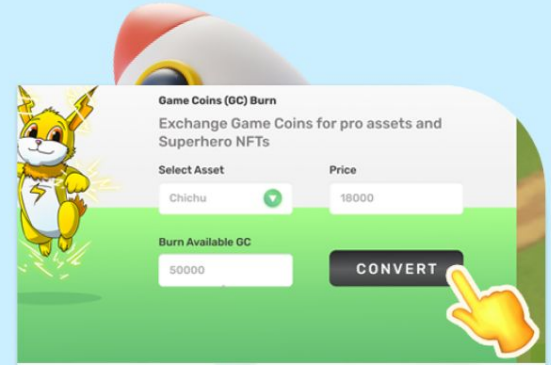 Game Coins (GC) Burn
Exchange Game Coins for pro assets and
Superhero NFTs
Select Asset
Price
Chichu
18000
Burn Available GC
50000
CONVERT